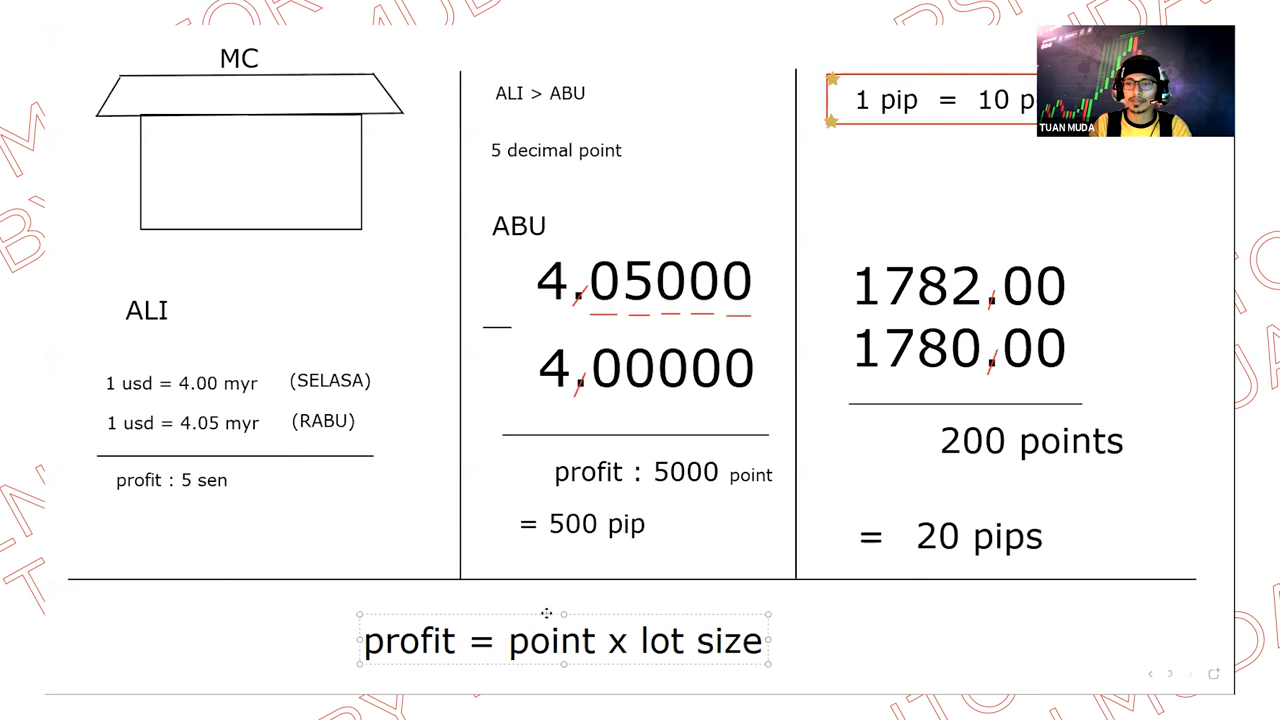 MC
ALI
1 usd = 4.00 myr (SELASA)
1 usd = 4.05 myr (RABU)
profit : 5 sen
ALI > ABU
5 decimal point
ABU
4.05000
—
4.00000
profit : 5000 point
= 500 pip
1 pip = 10 p
TUAN MUDA
1782.00
1780.00
200 points
= 20 pips
profit = point x lot size
3